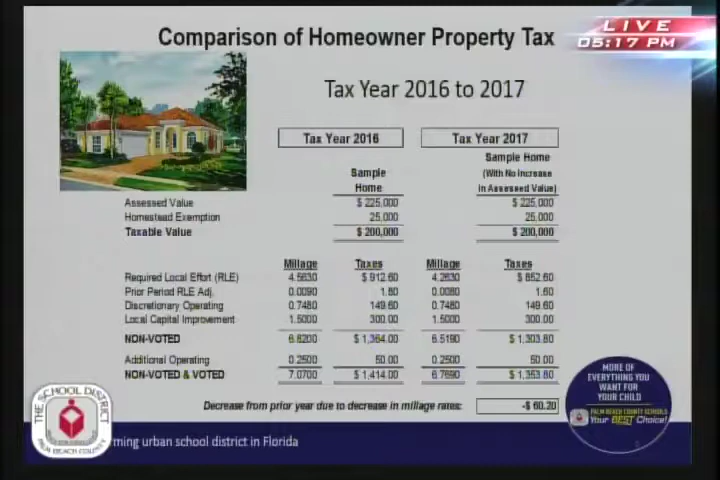 LIVE
05:17 PM
Comparison of Homeowner Property Tax
Tax Year 2016 to 2017
Tax Year 2016 Tax Year 2017
Sample Home
Sample (With No Increase
Home In Assessed Value)
Assessed Value $ 225,000 $ 225,000
Homestead Exemption 25,000 25,000
Taxable Value $ 200,000 $ 200,000
Millage Taxes Millage Taxes
Required Local Effort (RLE) 4.5630 $ 912.60 4.2630 $ 852.60
Prior Period RLE Adj. 0.0090 1.80 0.0080 1.60
Discretionary Operating 0.7480 149.60 0.7480 149.60
Local Capital Improvement 1.5000 300.00 1.5000 300.00
NON-VOTED 6.8200 $ 1,364.00 6.5190 $ 1,303.80
Additional Operating 0.2500 50.00 0.2500 50.00
NON-VOTED & VOTED 7.0700 $ 1,414.00 6.7690 $ 1,353.80
Decrease from prior year due to decrease in millage rates: -$ 60.20
THE SCHOOL DISTRICT
PALM BEACH COUNTY
rming urban school district in Florida
MORE OF
EVERYTHING YOU
WANT FOR
YOUR CHILD
PALM BEACH COUNTY SCHOOLS
Your BEST Choice!